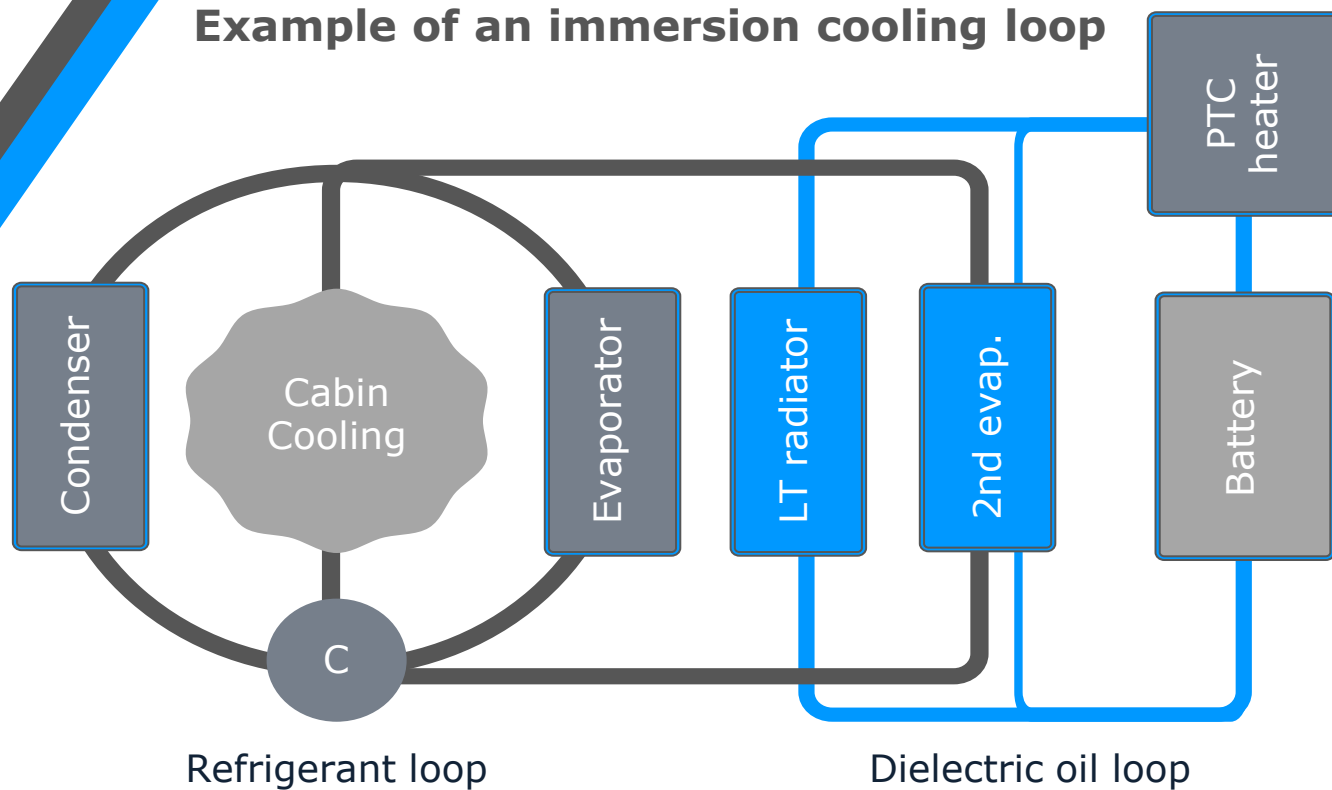 Example of an immersion cooling loop
PTC
heater
Condenser
Cabin
Cooling
Evaporator
LT radiator
2nd evap.
Battery
C
Refrigerant loop
Dielectric oil loop